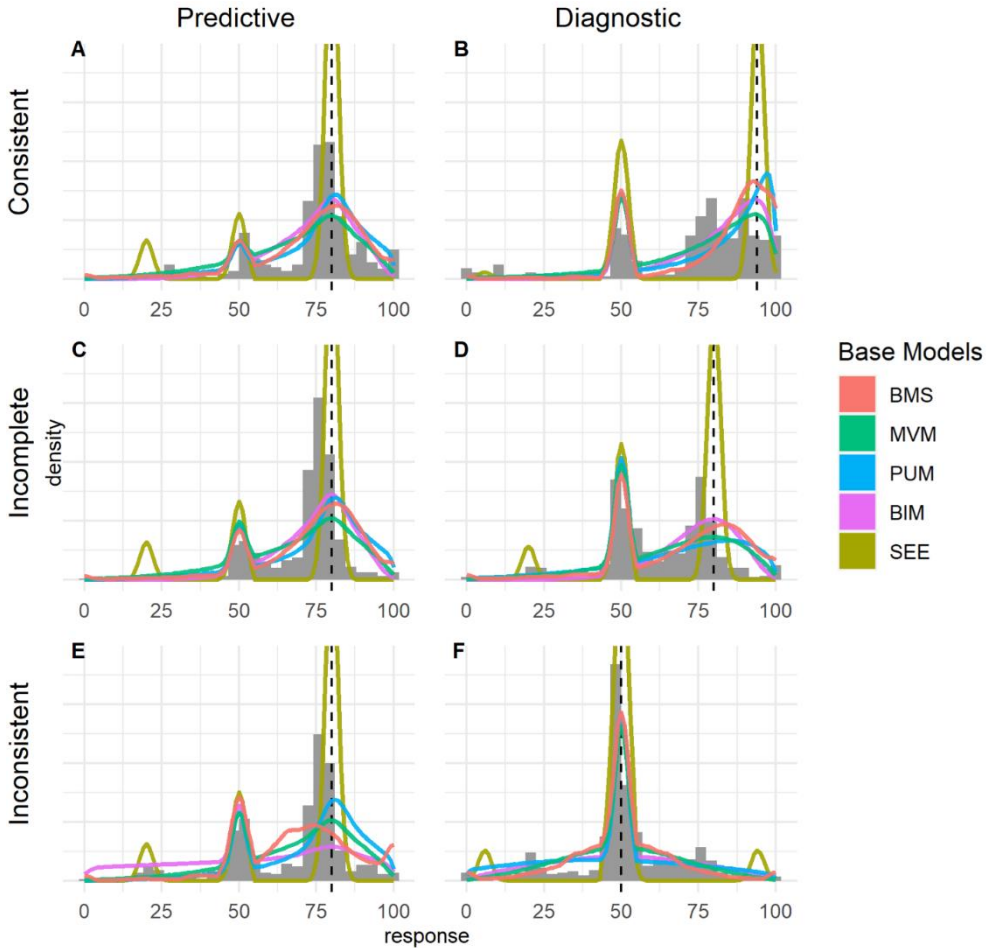 Predictive Diagnostic
Consistent
A
B
0 25 50 75 100
0 25 50 75 100
Incomplete
density
C
D
0 25 50 75 100
0 25 50 75 100
Inconsistent
E
F
0 25 50 75 100
0 25 50 75 100
response
Base Models
BMS
MVM
PUM
BIM
SEE